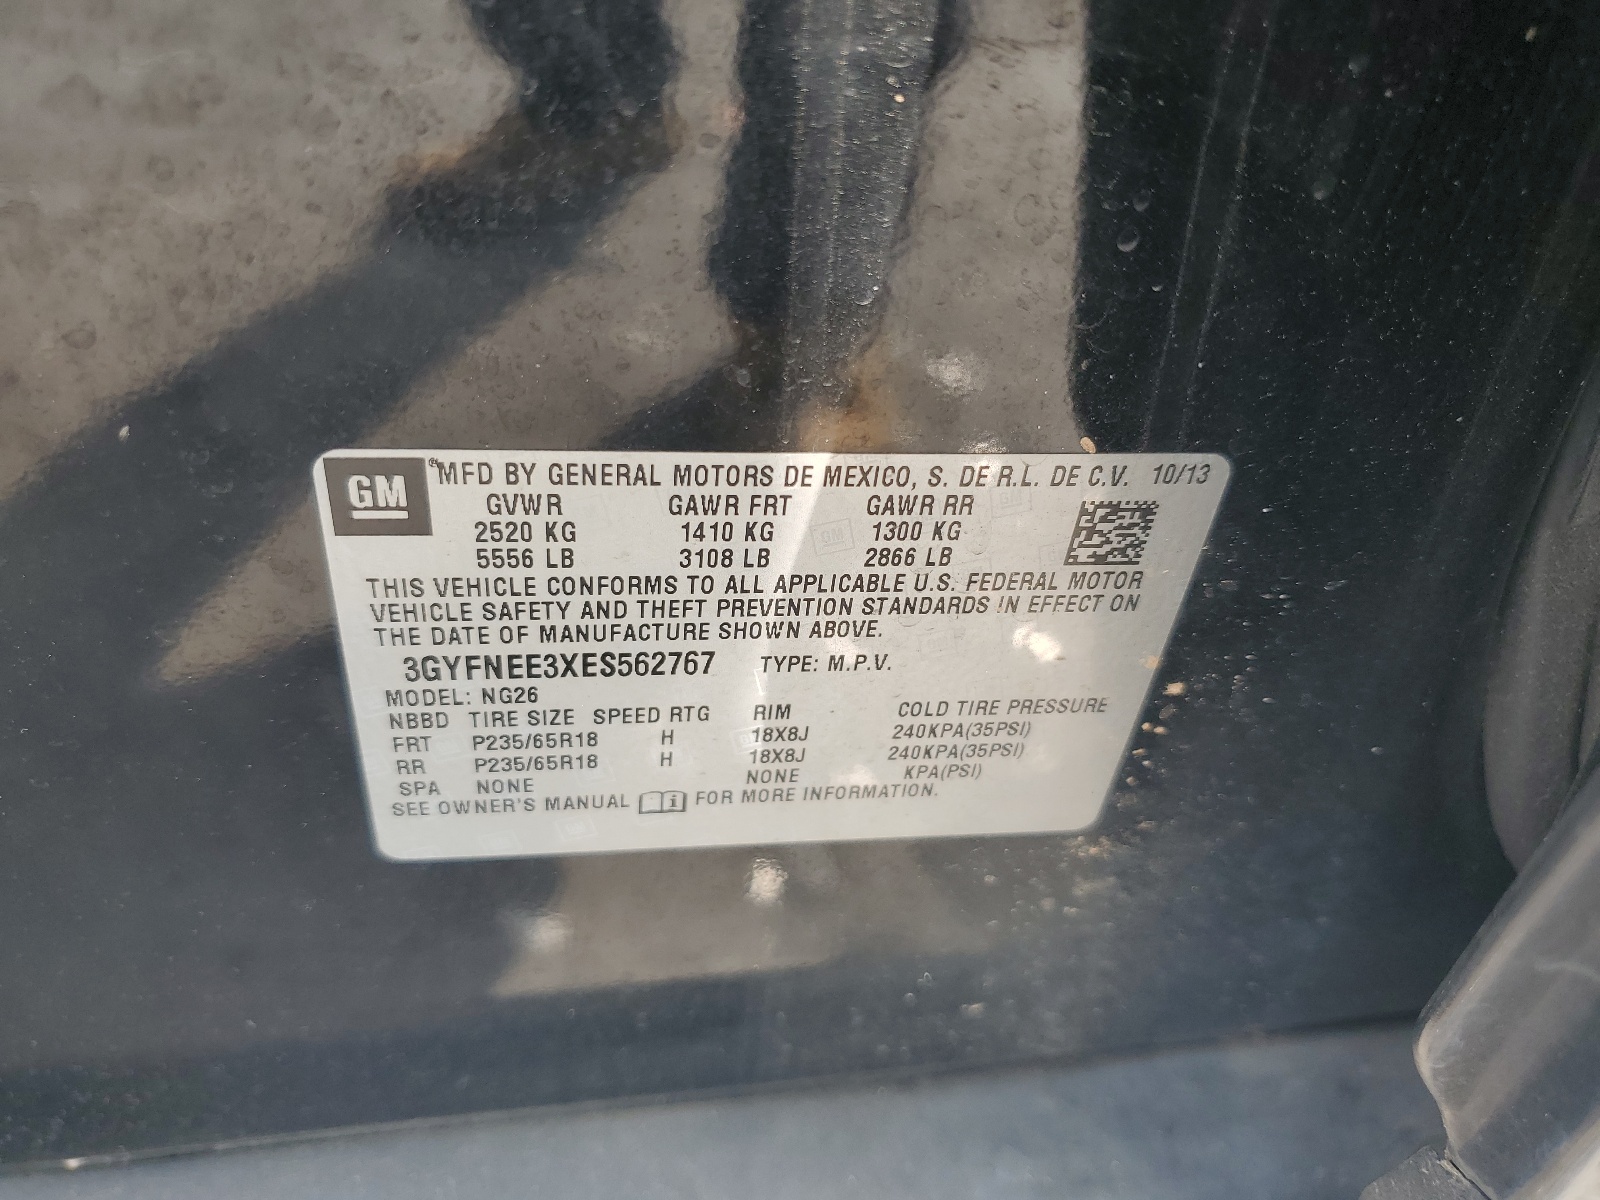 GM MFD BY GENERAL MOTORS DE MEXICO, S. DE R.L. DE C.V. 10/13
GVWR GAWR FRT GAWR RR
2520 KG 1410 KG 1300 KG
5556 LB 3108 LB 2866 LB
THIS VEHICLE CONFORMS TO ALL APPLICABLE U.S. FEDERAL MOTOR
VEHICLE SAFETY AND THEFT PREVENTION STANDARDS IN EFFECT ON
THE DATE OF MANUFACTURE SHOWN ABOVE.
3GYFNEE3XES562767 TYPE: M.P.V.
MODEL: NG26
NBBD TIRE SIZE SPEED RTG RIM COLD TIRE PRESSURE
FRT P235/65R18 H 18X8J 240KPA(35PSI)
RR P235/65R18 H 18X8J 240KPA(35PSI)
SPA NONE NONE KPA(PSI)
SEE OWNER'S MANUAL i FOR MORE INFORMATION.